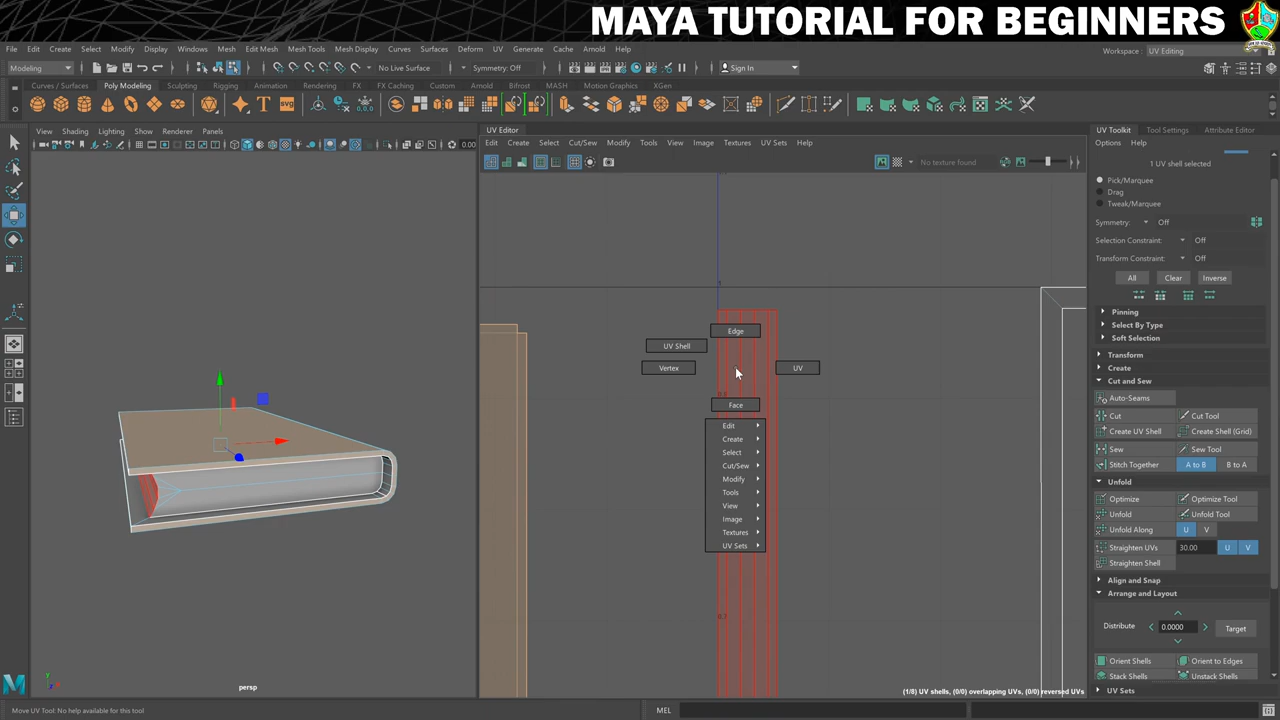 MAYA TUTORIAL FOR BEGINNERS
File Edit Create Select Modify Display Windows Mesh Edit Mesh Mesh Tools Mesh Display Curves Surfaces Deform UV Generate Cache Arnold Help
Workspace : UV Editing
Modeling No Live Surface Symmetry: Off Sign In
Curves / Surfaces Poly Modeling Sculpting Rigging Animation Rendering FX FX Caching Custom Arnold Bifrost MASH Motion Graphics XGen
View Shading Lighting Show Renderer Panels
0.00
UV Editor
Edit Create Select Cut/Sew Modify Tools View Image Textures UV Sets Help
No texture found
UV Toolkit Tool Settings Attribute Editor
Options Help
1 UV shell selected
Pick/Marquee
Drag
Tweak/Marquee
Symmetry: Off
Selection Constraint: Off
Transform Constraint: Off
All Clear Inverse
Pinning
Select By Type
Soft Selection
Transform
Create
Cut and Sew
Auto-Seams
Cut Cut Tool
Create UV Shell Create Shell (Grid)
Sew Sew Tool
Stitch Together A to B B to A
Unfold
Optimize Optimize Tool
Unfold Unfold Tool
Unfold Along U V
Straighten UVs 30.00 U V
Straighten Shell
Align and Snap
Arrange and Layout
Distribute 0.0000 Target
Orient Shells Orient to Edges
Stack Shells Unstack Shells
UV Sets
Edge
UV Shell
Vertex
UV
Face
Edit
Create
Select
Cut/Sew
Modify
Tools
View
Image
Textures
UV Sets
persp
(1/8) UV shells, (0/0) overlapping UVs, (0/0) reversed UVs
Move UV Tool: No help available for this tool
MEL